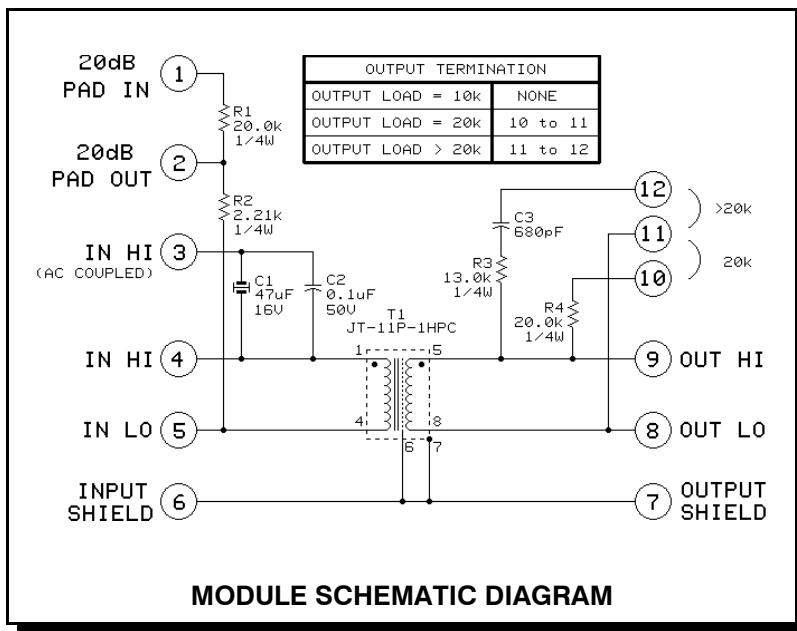 20dB
PAD IN
1
R1
20.0k
1/4W
20dB
PAD OUT
2
R2
2.21k
1/4W
IN HI
(AC COUPLED)
3
C1
47uF
16V
C2
0.1uF
50V
OUTPUT TERMINATION
OUTPUT LOAD = 10k NONE
OUTPUT LOAD = 20k 10 to 11
OUTPUT LOAD > 20k 11 to 12
12
C3
680pF
>20k
11
R3
13.0k
1/4W
20k
10
R4
20.0k
1/4W
T1
JT-11P-1HPC
IN HI
4
1
5
9
OUT HI
IN LO
5
4
8
8
OUT LO
6
7
INPUT
SHIELD
6
7
OUTPUT
SHIELD
MODULE SCHEMATIC DIAGRAM